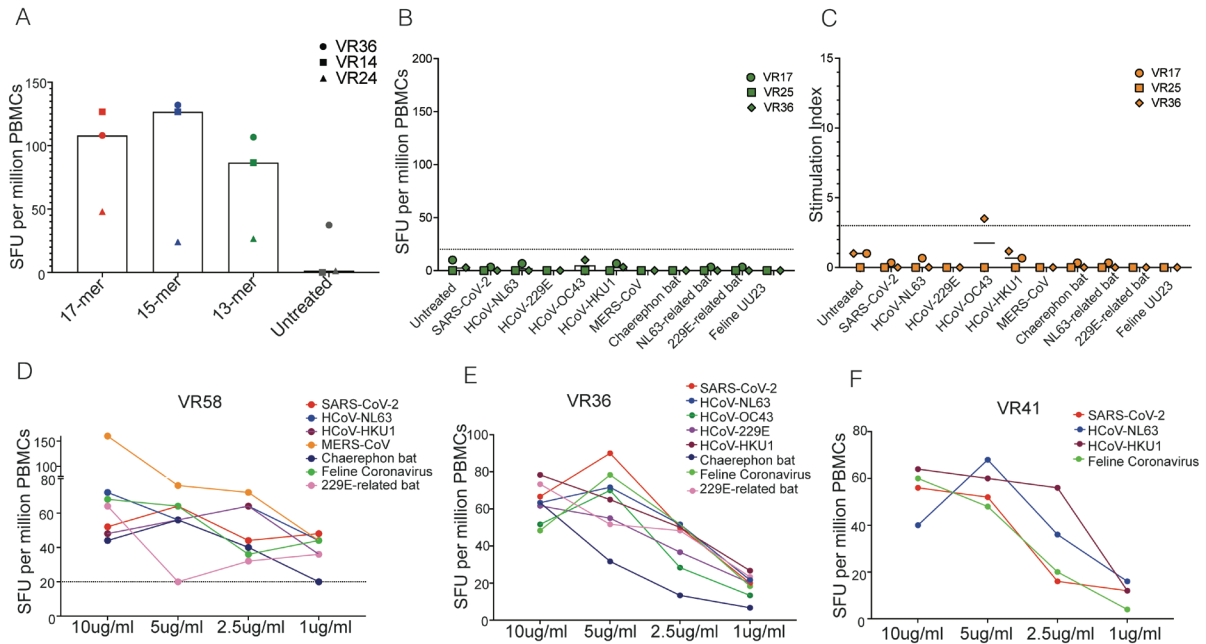 A
VR36
VR14
VR24
SFU per million PBMCs
150
100
50
0
17-mer
15-mer
13-mer
Untreated
B
VR17
VR25
VR36
SFU per million PBMCs
200
150
100
50
0
Untreated
SARS-CoV-2
HCoV-NL63
HCoV-229E
HCoV-OC43
HCoV-HKU1
MERS-CoV
Chaerephon bat
NL63-related bat
229E-related bat
Feline UU23
C
VR17
VR25
VR36
Stimulation Index
15
10
5
0
Untreated
SARS-CoV-2
HCoV-NL63
HCoV-229E
HCoV-OC43
HCoV-HKU1
MERS-CoV
Chaerephon bat
NL63-related bat
229E-related bat
Feline UU23
D
VR58
SARS-CoV-2
HCoV-NL63
HCoV-HKU1
MERS-CoV
Chaerephon bat
Feline Coronavirus
229E-related bat
SFU per million PBMCs
150
100
80
60
40
20
0
10ug/ml
5ug/ml
2.5ug/ml
1ug/ml
E
VR36
SARS-CoV-2
HCoV-NL63
HCoV-OC43
HCoV-229E
HCoV-HKU1
Chaerephon bat
Feline Coronavirus
229E-related bat
SFU per million PBMCs
100
80
60
40
20
0
10ug/ml
5ug/ml
2.5ug/ml
1ug/ml
F
VR41
SARS-CoV-2
HCoV-NL63
HCoV-HKU1
Feline Coronavirus
SFU per million PBMCs
80
60
40
20
0
10ug/ml
5ug/ml
2.5ug/ml
1ug/ml